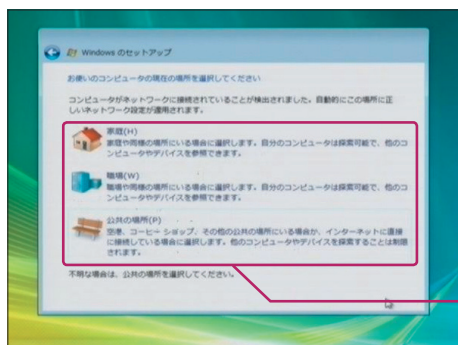 Windows のセットアップ
お使いのコンピュータの現在の場所を選択してください
コンピュータがネットワークに接続されていることが検出されました。自動的にこの場所に正
しいネットワーク設定が適用されます。
家庭(H)
家庭や同様の場所にいる場合に選択します。自分のコンピュータは探索可能で、他のコ
ンピュータやデバイスを参照できます。
職場(W)
職場や同様の場所にいる場合に選択します。自分のコンピュータは探索可能で、他のコ
ンピュータやデバイスを参照できます。
公共の場所(P)
空港、コーヒー ショップ、その他の公共の場所にいる場合か、インターネットに直接
に接続している場合に選択します。他のコンピュータやデバイスを探索することは制限
されます。
不明な場合は、公共の場所を選択してください。